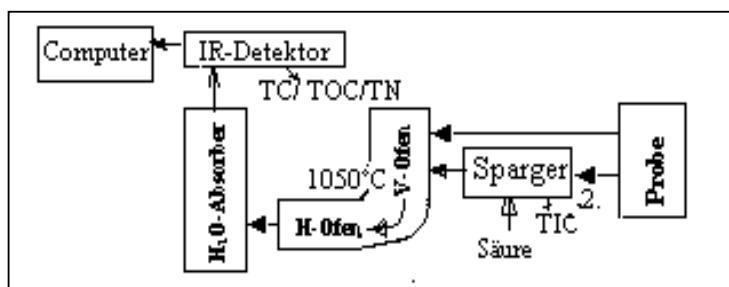 Computer
IR-Detektor
TC/ TOC/TN
H₂O-Absorber
1050°C
V-Ofen
H-Ofen
Sparger
.2.
TIC
Säure
Probe